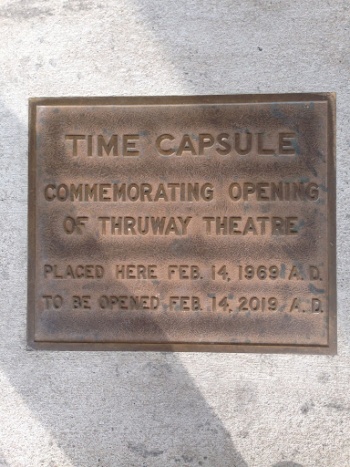 TIME CAPSULE
COMMEMORATING OPENING
OF THRUWAY THEATRE
PLACED HERE FEB. 14, 1969 A.D.
TO BE OPENED FEB. 14, 2019 A.D.